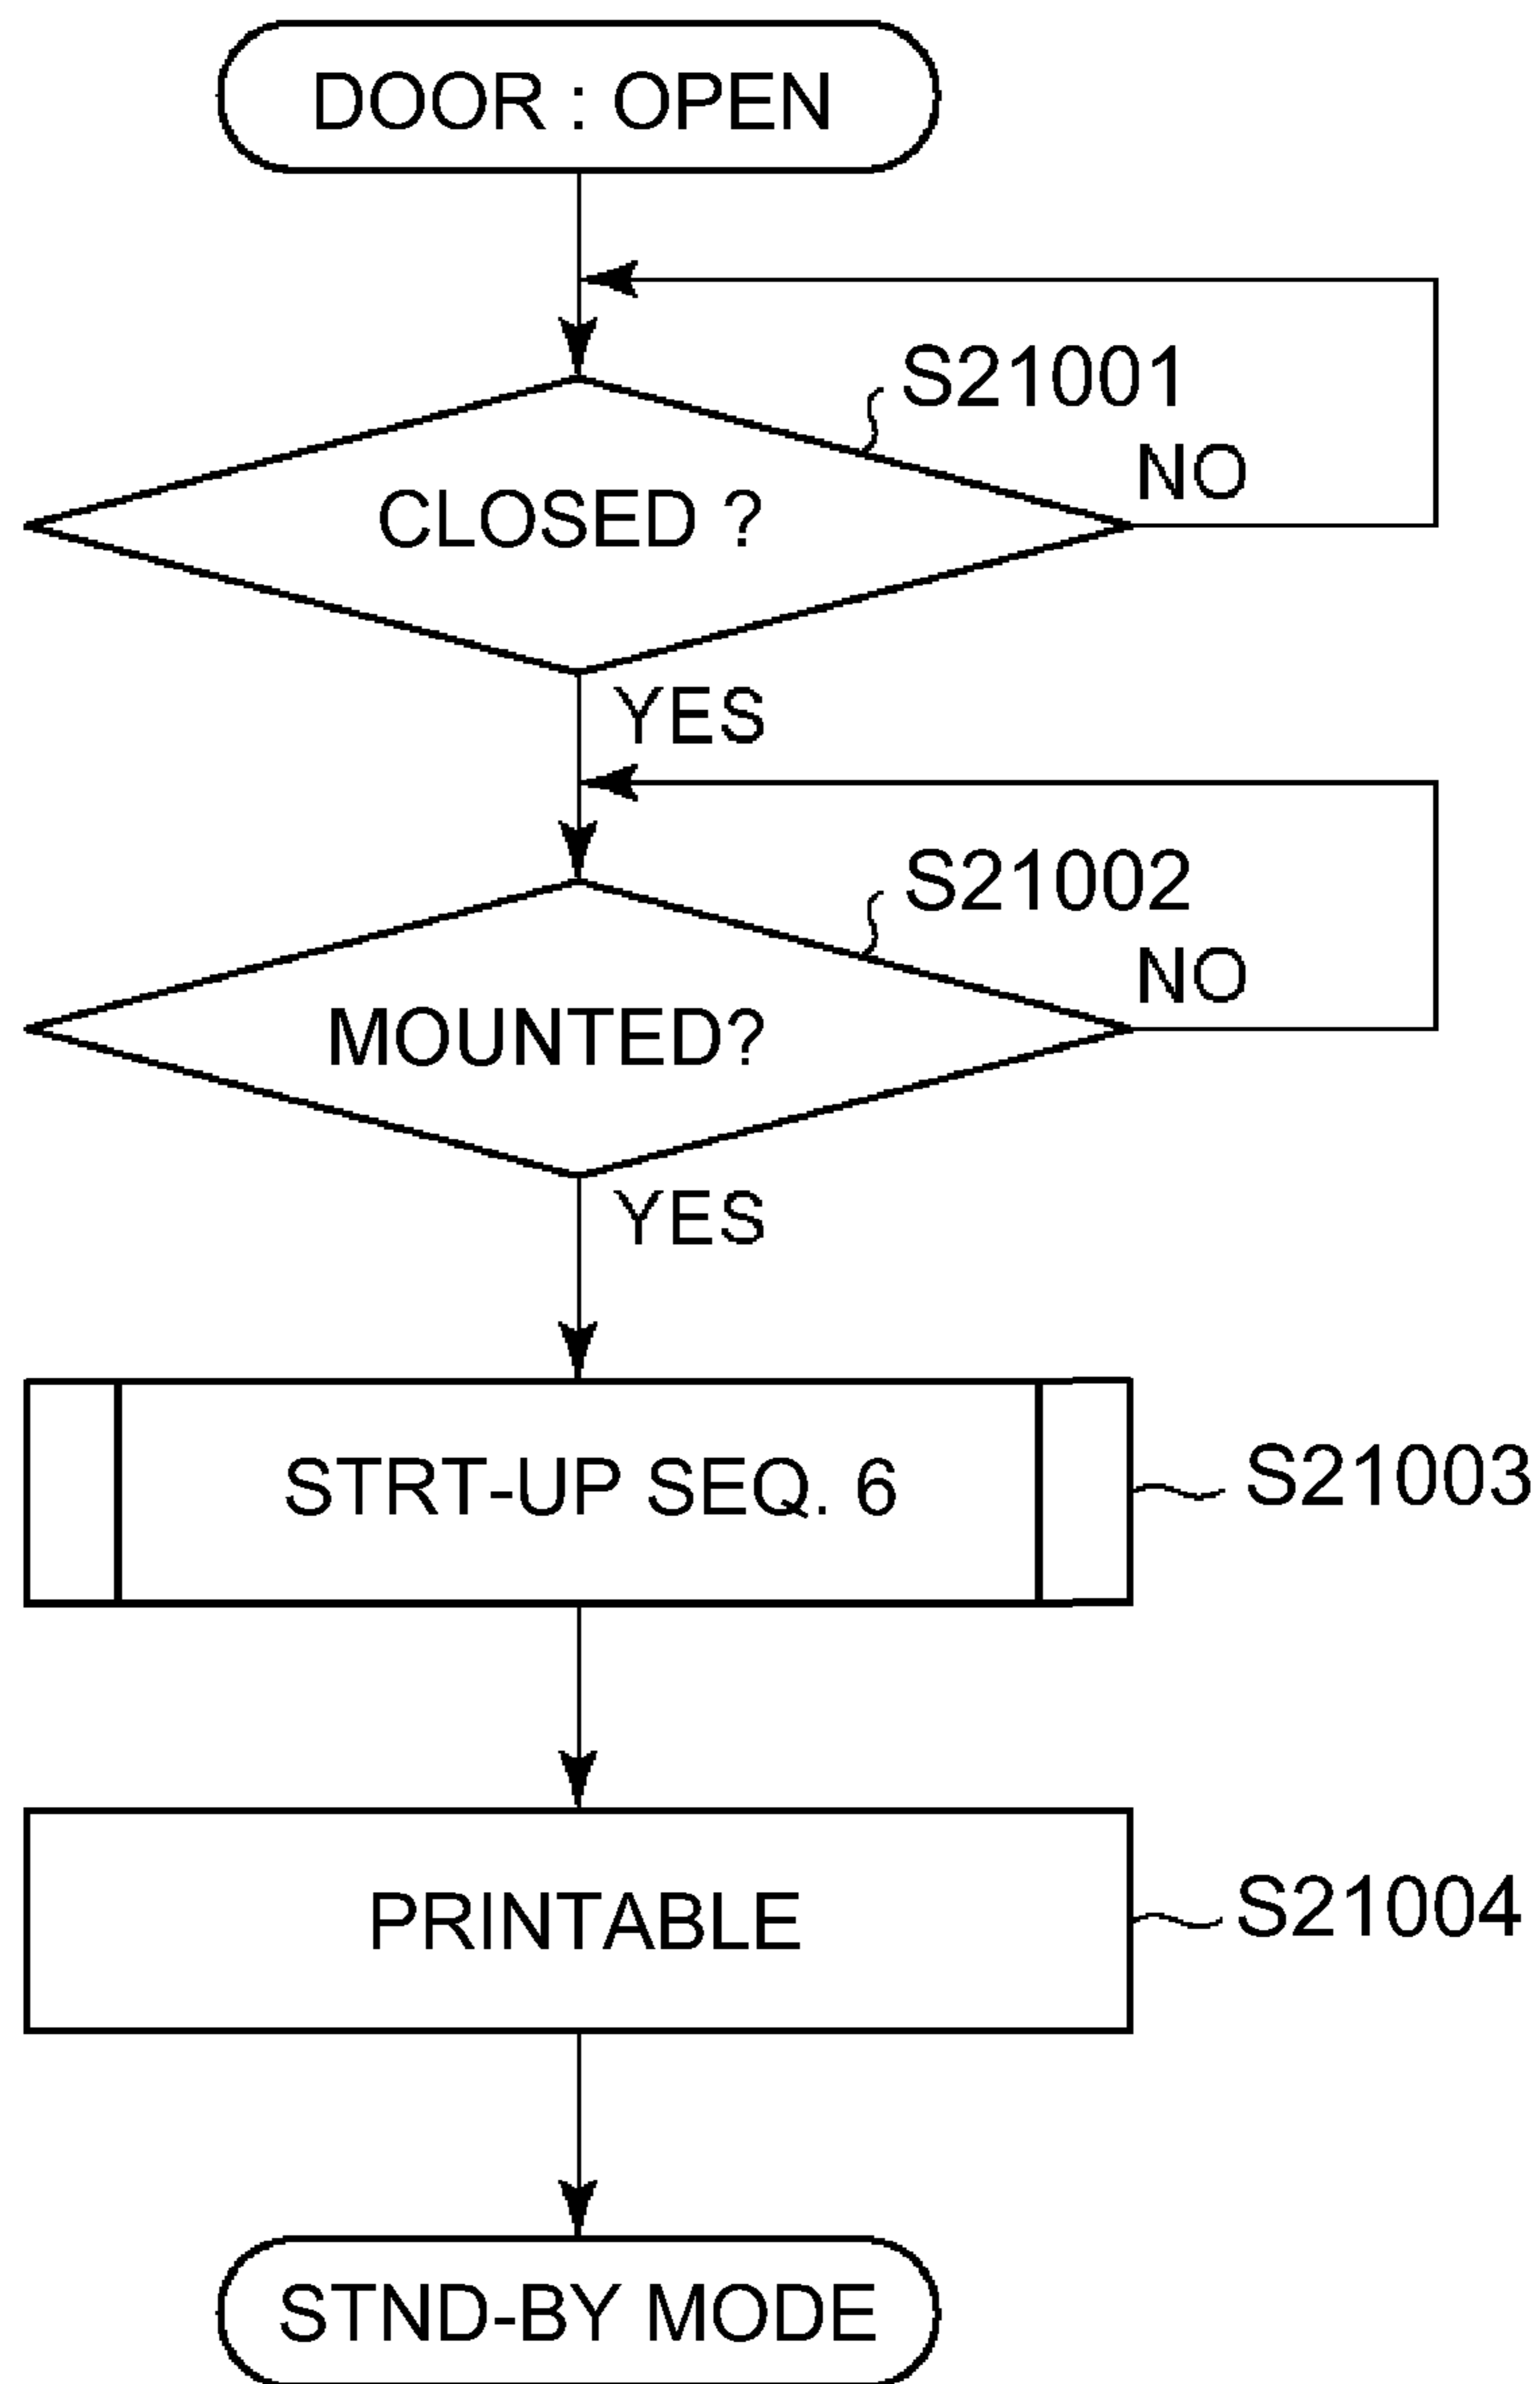 DOOR : OPEN
S21001
NO
CLOSED ?
YES
S21002
NO
MOUNTED?
YES
STRT-UP SEQ. 6
S21003
PRINTABLE
S21004
STND-BY MODE